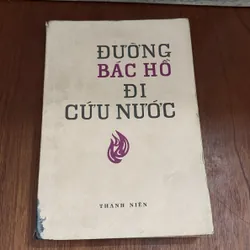 ĐƯỜNG
BÁC HỒ
ĐI
CỨU NƯỚC
THANH NIÊN